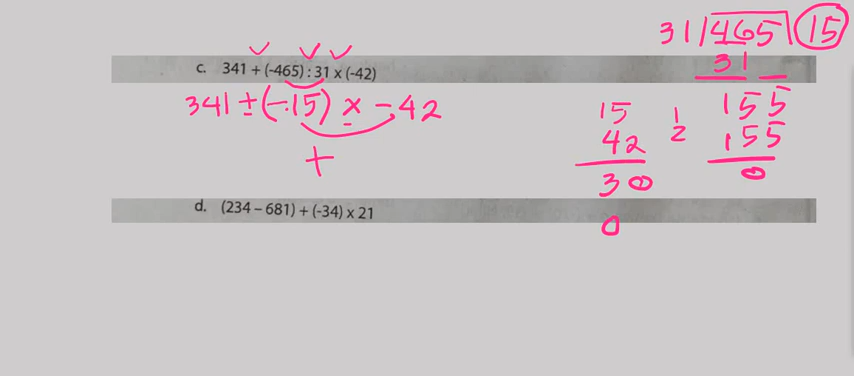 31 465 15
31
c. 341 + (-465) : 31 x (-42)
341 ± (-15) x - 42
15 1 155
42 2 155
+
30 0
d. (234 – 681) + (-34) x 21
0